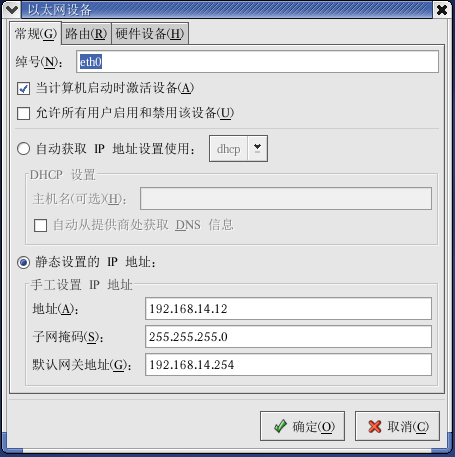 以太网设备
常规(G) 路由(R) 硬件设备(H)
绰号(N): eth0
当计算机启动时激活设备(A)
允许所有用户启用和禁用该设备(U)
自动获取 IP 地址设置使用: dhcp
DHCP 设置
主机名(可选)(H):
自动从提供商处获取 DNS 信息
静态设置的 IP 地址:
手工设置 IP 地址
地址(A): 192.168.14.12
子网掩码(S): 255.255.255.0
默认网关地址(G): 192.168.14.254
确定(O) 取消(C)